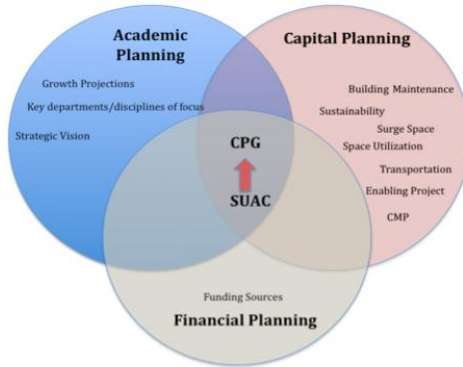 Academic
Planning
Growth Projections
Key departments/disciplines of focus
Strategic Vision
Capital Planning
Building Maintenance
Sustainability
Surge Space
Space Utilization
Transportation
Enabling Project
CMP
CPG
SUAC
Funding Sources
Financial Planning